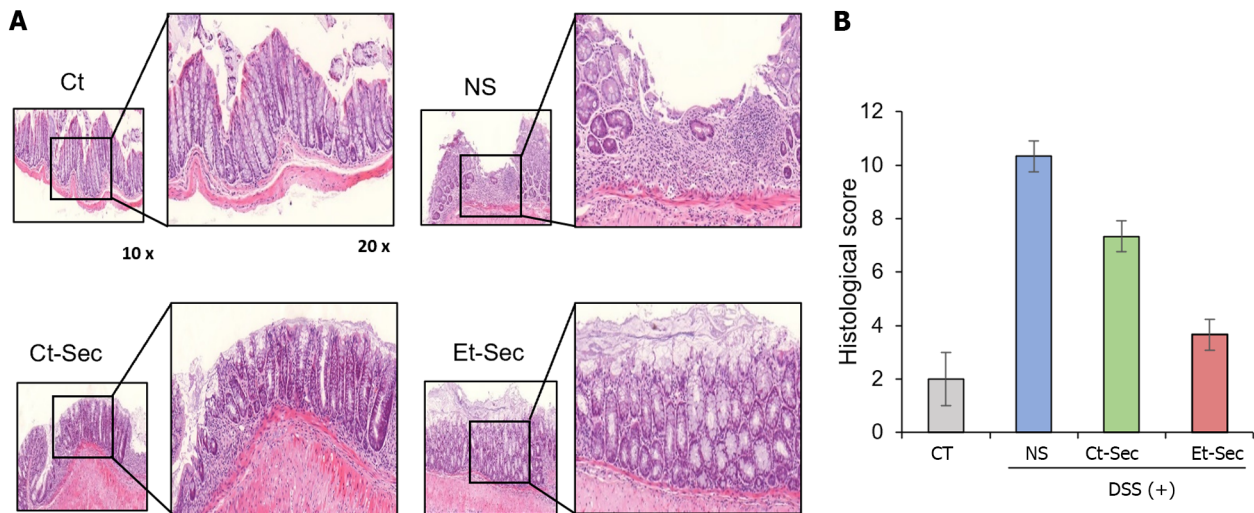 A
Ct
NS
10 x
20 x
Ct-Sec
Et-Sec
B
Histological score
12
10
8
6
4
2
0
CT
NS
Ct-Sec
Et-Sec
DSS (+)